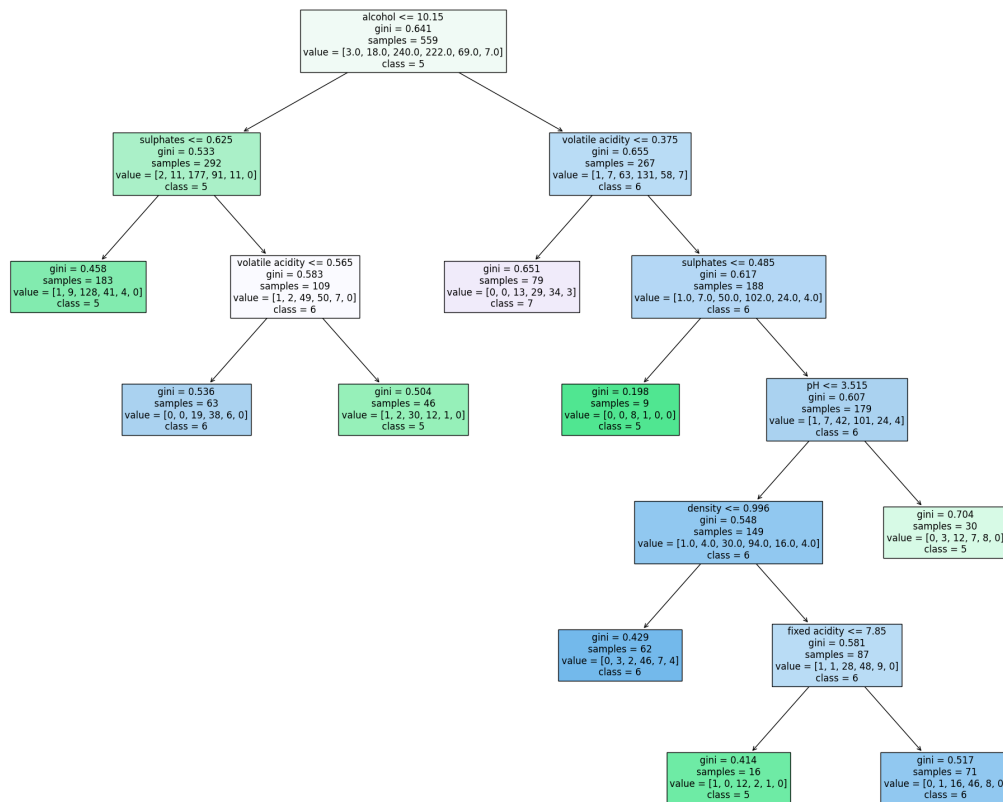 alcohol <= 10.15
gini = 0.641
samples = 559
value = [3.0, 18.0, 240.0, 222.0, 69.0, 7.0]
class = 5
sulphates <= 0.625
gini = 0.533
samples = 292
value = [2, 11, 177, 91, 11, 0]
class = 5
volatile acidity <= 0.375
gini = 0.655
samples = 267
value = [1, 7, 63, 131, 58, 7]
class = 6
gini = 0.458
samples = 183
value = [1, 9, 128, 41, 4, 0]
class = 5
volatile acidity <= 0.565
gini = 0.583
samples = 109
value = [1, 2, 49, 50, 7, 0]
class = 6
gini = 0.651
samples = 79
value = [0, 0, 13, 29, 34, 3]
class = 7
sulphates <= 0.485
gini = 0.617
samples = 188
value = [1.0, 7.0, 50.0, 102.0, 24.0, 4.0]
class = 6
gini = 0.536
samples = 63
value = [0, 0, 19, 38, 6, 0]
class = 6
gini = 0.504
samples = 46
value = [1, 2, 30, 12, 1, 0]
class = 5
gini = 0.198
samples = 9
value = [0, 0, 8, 1, 0, 0]
class = 5
pH <= 3.515
gini = 0.607
samples = 179
value = [1, 7, 42, 101, 24, 4]
class = 6
density <= 0.996
gini = 0.548
samples = 149
value = [1.0, 4.0, 30.0, 94.0, 16.0, 4.0]
class = 6
gini = 0.704
samples = 30
value = [0, 3, 12, 7, 8, 0]
class = 5
gini = 0.429
samples = 62
value = [0, 3, 2, 46, 7, 4]
class = 6
fixed acidity <= 7.85
gini = 0.581
samples = 87
value = [1, 1, 28, 48, 9, 0]
class = 6
gini = 0.414
samples = 16
value = [1, 0, 12, 2, 1, 0]
class = 5
gini = 0.517
samples = 71
value = [0, 1, 16, 46, 8, 0]
class = 6